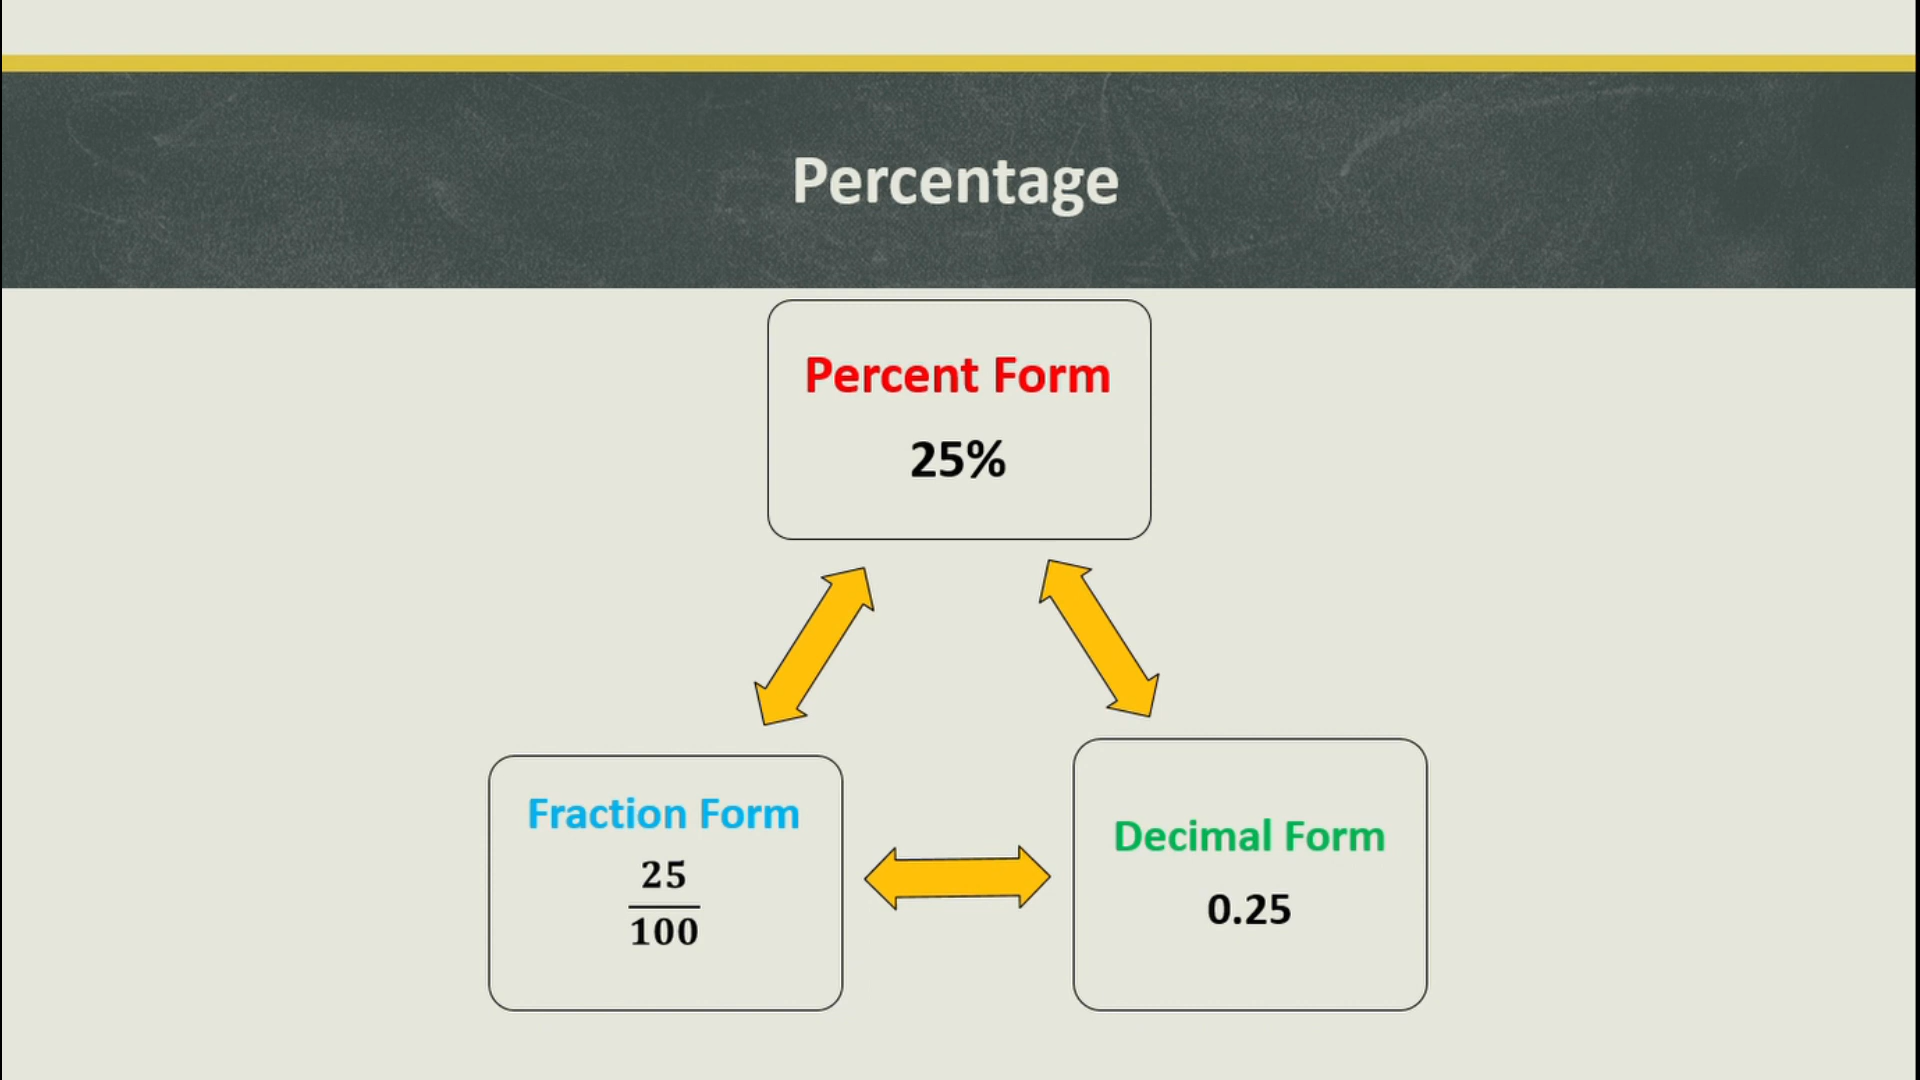 Percentage
Percent Form
25%
Fraction Form
25
100
Decimal Form
0.25